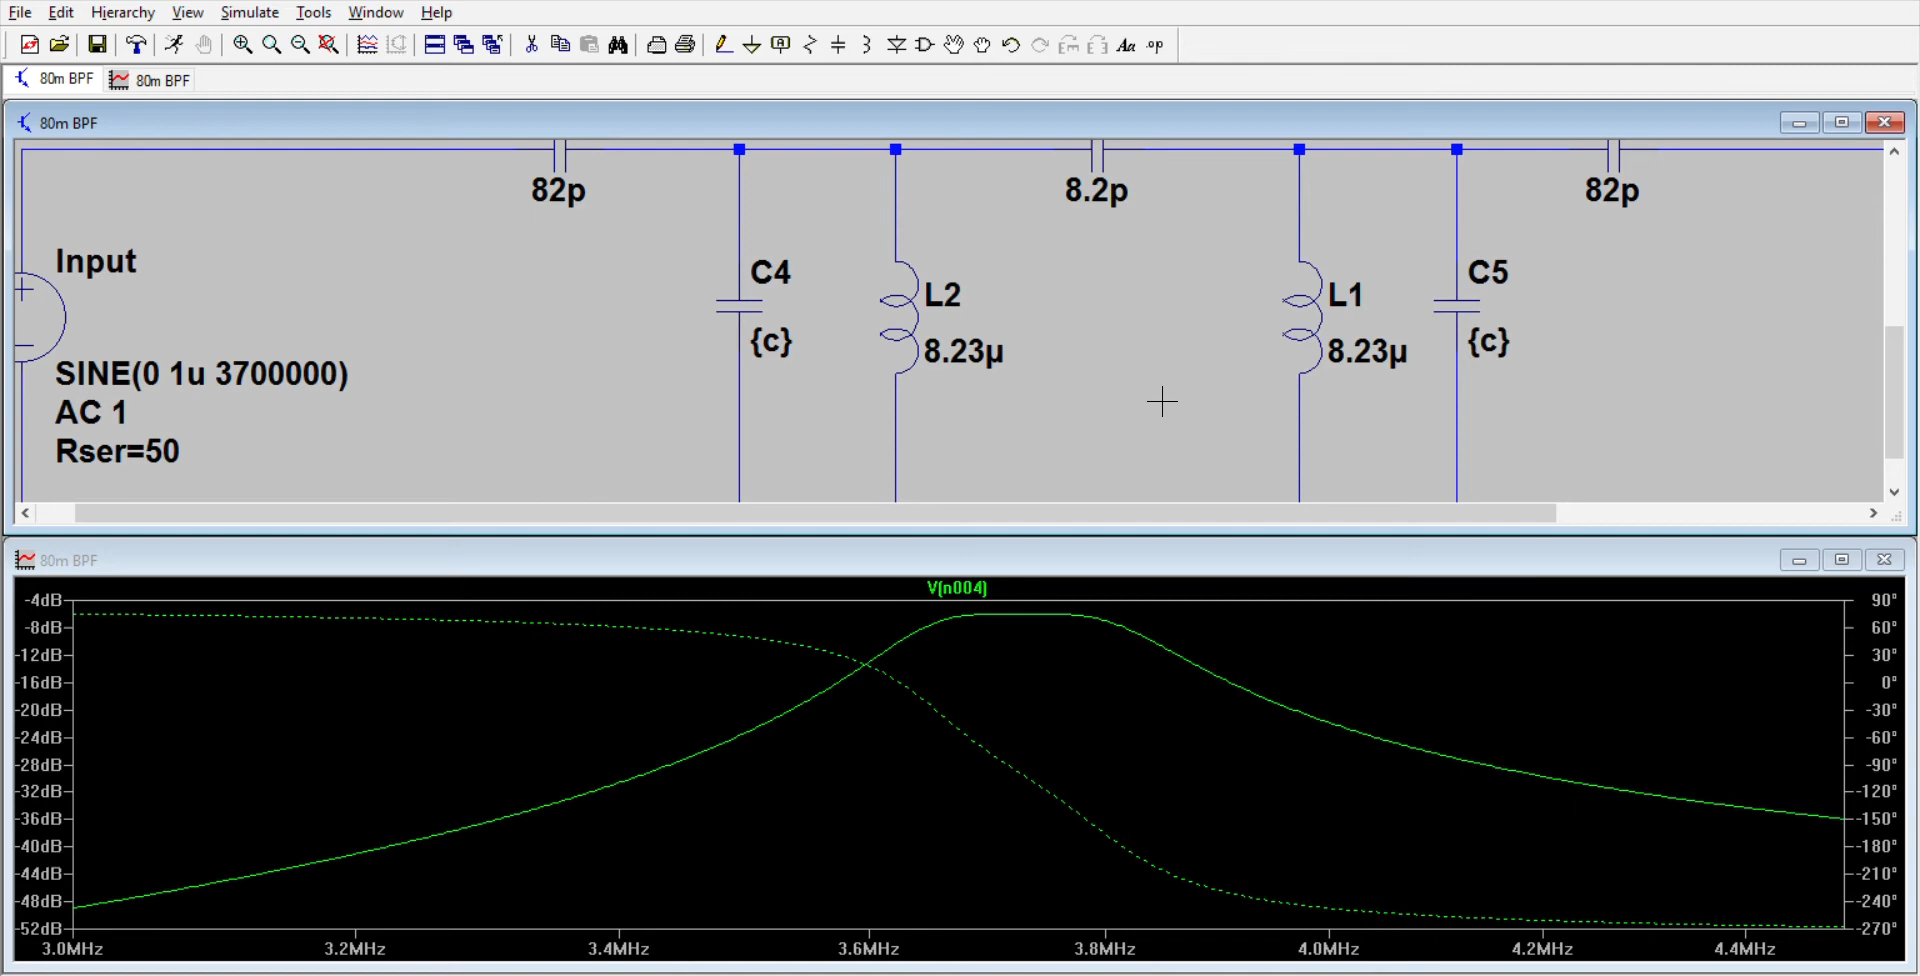 File Edit Hierarchy View Simulate Tools Window Help
Aa .op
80m BPF 80m BPF
80m BPF
82p 8.2p 82p
Input
C4 C5
L2 L1
{c} {c}
8.23µ 8.23µ
SINE(0 1u 3700000)
AC 1
Rser=50
80m BPF
V(n004)
-4dB 90°
-8dB 60°
-12dB 30°
-16dB 0°
-20dB -30°
-24dB -60°
-28dB -90°
-32dB -120°
-36dB -150°
-40dB -180°
-44dB -210°
-48dB -240°
-52dB -270°
3.0MHz 3.2MHz 3.4MHz 3.6MHz 3.8MHz 4.0MHz 4.2MHz 4.4MHz